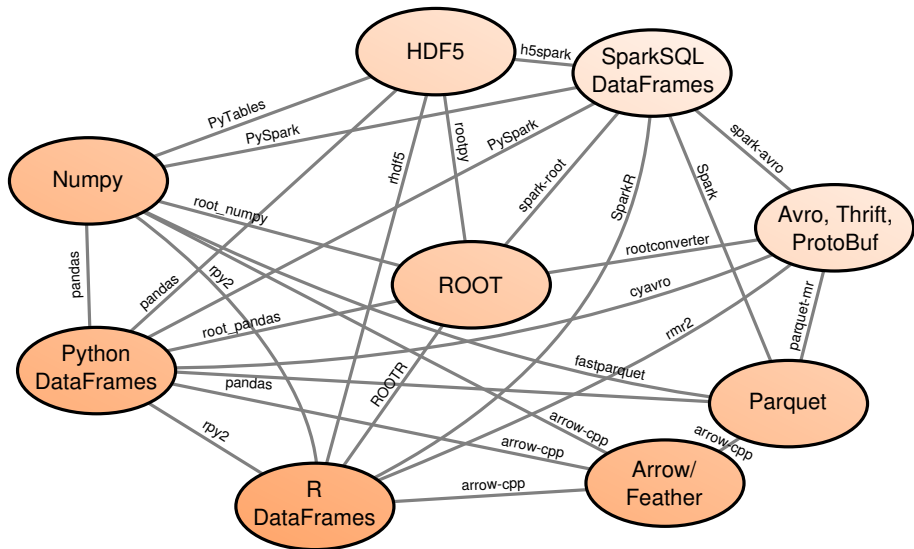 HDF5
h5spark
SparkSQL
DataFrames
PyTables
PySpark
rootpy
PySpark
spark-avro
rhdf5
spark-root
SparkR
Spark
Numpy
root_numpy
Avro, Thrift,
ProtoBuf
rootconverter
pandas
pandas
rpy2
ROOT
cyavro
parquet-mr
root_pandas
rmr2
Python
DataFrames
ROOTR
fastparquet
pandas
Parquet
rpy2
arrow-cpp
arrow-cpp
arrow-cpp
Arrow/
Feather
arrow-cpp
R
DataFrames